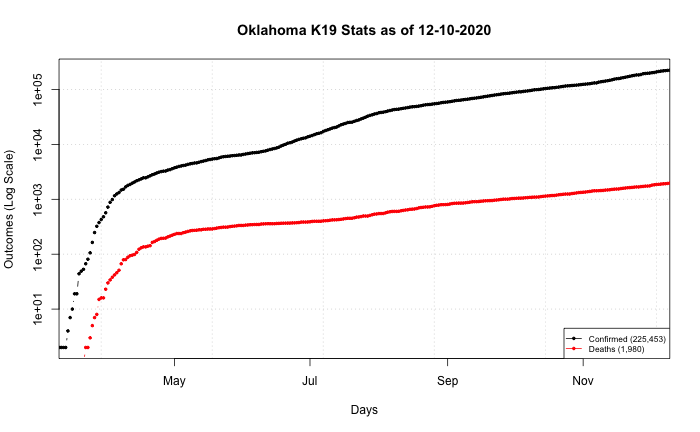 Oklahoma K19 Stats as of 12-10-2020
Outcomes (Log Scale)
1e+05
1e+04
1e+03
1e+02
1e+01
Confirmed (225,453)
Deaths (1,980)
May
Jul
Sep
Nov
Days